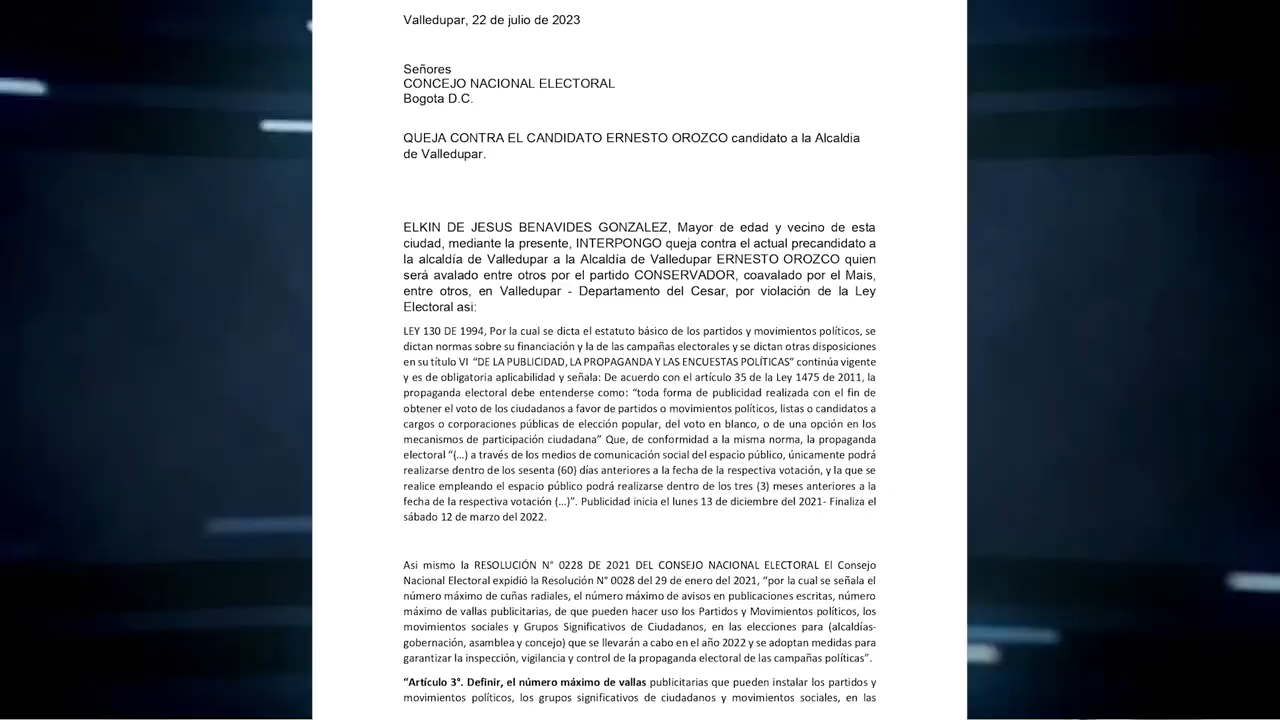 Valledupar, 22 de julio de 2023
Señores
CONCEJO NACIONAL ELECTORAL
Bogota D.C.
QUEJA CONTRA EL CANDIDATO ERNESTO OROZCO candidato a la Alcaldia
de Valledupar.
ELKIN DE JESUS BENAVIDES GONZALEZ, Mayor de edad y vecino de esta
ciudad, mediante la presente, INTERPONGO queja contra el actual precandidato a
la alcaldía de Valledupar a la Alcaldía de Valledupar ERNESTO OROZCO quien
será avalado entre otros por el partido CONSERVADOR, coavalado por el Mais,
entre otros, en Valledupar - Departamento del Cesar, por violación de la Ley
Electoral asi:
LEY 130 DE 1994, Por la cual se dicta el estatuto básico de los partidos y movimientos políticos, se
dictan normas sobre su financiación y la de las campañas electorales y se dictan otras disposiciones
en su título VI "DE LA PUBLICIDAD, LA PROPAGANDA Y LAS ENCUESTAS POLÍTICAS" continúa vigente
y es de obligatoria aplicabilidad y señala: De acuerdo con el artículo 35 de la Ley 1475 de 2011, la
propaganda electoral debe entenderse como: "toda forma de publicidad realizada con el fin de
obtener el voto de los ciudadanos a favor de partidos o movimientos políticos, listas o candidatos a
cargos o corporaciones públicas de elección popular, del voto en blanco, o de una opción en los
mecanismos de participación ciudadana" Que, de conformidad a la misma norma, la propaganda
electoral "(...) a través de los medios de comunicación social del espacio público, únicamente podrá
realizarse dentro de los sesenta (60) días anteriores a la fecha de la respectiva votación, y la que se
realice empleando el espacio público podrá realizarse dentro de los tres (3) meses anteriores a la
fecha de la respectiva votación (...)". Publicidad inicia el lunes 13 de diciembre del 2021- Finaliza el
sábado 12 de marzo del 2022.
Asi mismo la RESOLUCIÓN N° 0228 DE 2021 DEL CONSEJO NACIONAL ELECTORAL El Consejo
Nacional Electoral expidió la Resolución N° 0028 del 29 de enero del 2021, "por la cual se señala el
número máximo de cuñas radiales, el número máximo de avisos en publicaciones escritas, número
máximo de vallas publicitarias, de que pueden hacer uso los Partidos y Movimientos políticos, los
movimientos sociales y Grupos Significativos de Ciudadanos, en las elecciones para (alcaldías-
gobernación, asamblea y concejo) que se llevarán a cabo en el año 2022 y se adoptan medidas para
garantizar la inspección, vigilancia y control de la propaganda electoral de las campañas políticas".
"Artículo 3°. Definir, el número máximo de vallas publicitarias que pueden instalar los partidos y
movimientos políticos, los grupos significativos de ciudadanos y movimientos sociales, en las